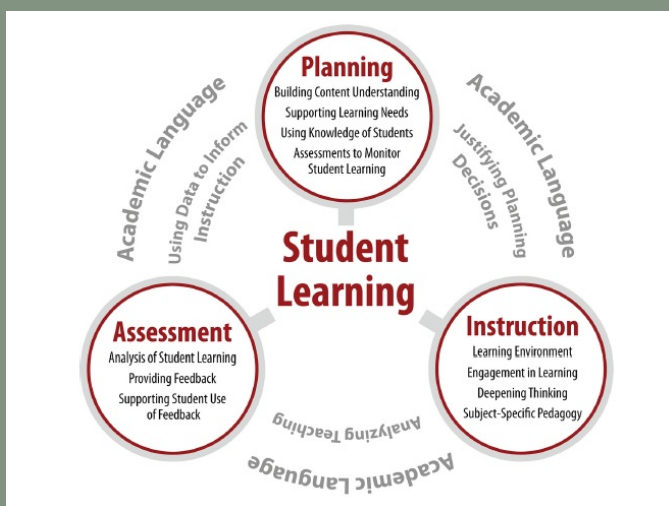 Planning
Building Content Understanding
Supporting Learning Needs
Using Knowledge of Students
Assessments to Monitor
Student Learning
Academic Language
Using Data to Inform
Instruction
Academic Language
Justifying Planning
Decisions
Student
Learning
Assessment
Analysis of Student Learning
Providing Feedback
Supporting Student Use
of Feedback
Instruction
Learning Environment
Engagement in Learning
Deepening Thinking
Subject-Specific Pedagogy
Analyzing Teaching
Academic Language